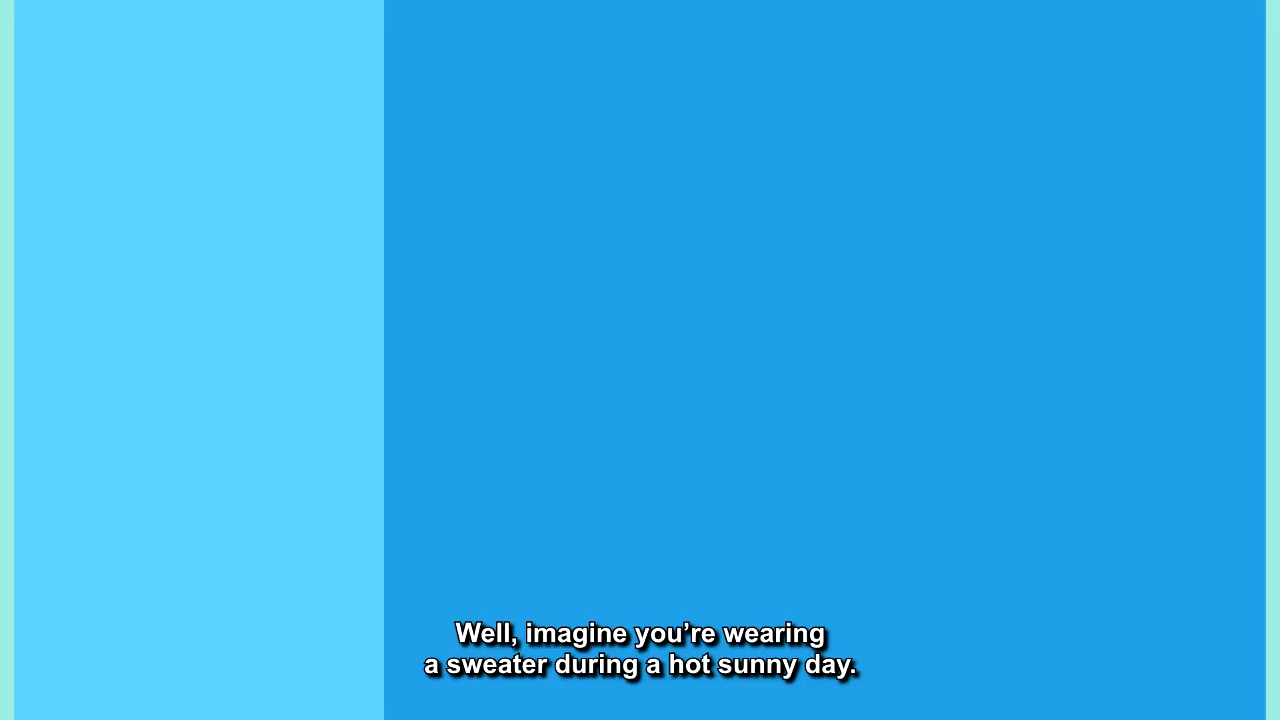 Well, imagine you’re wearing
a sweater during a hot sunny day.